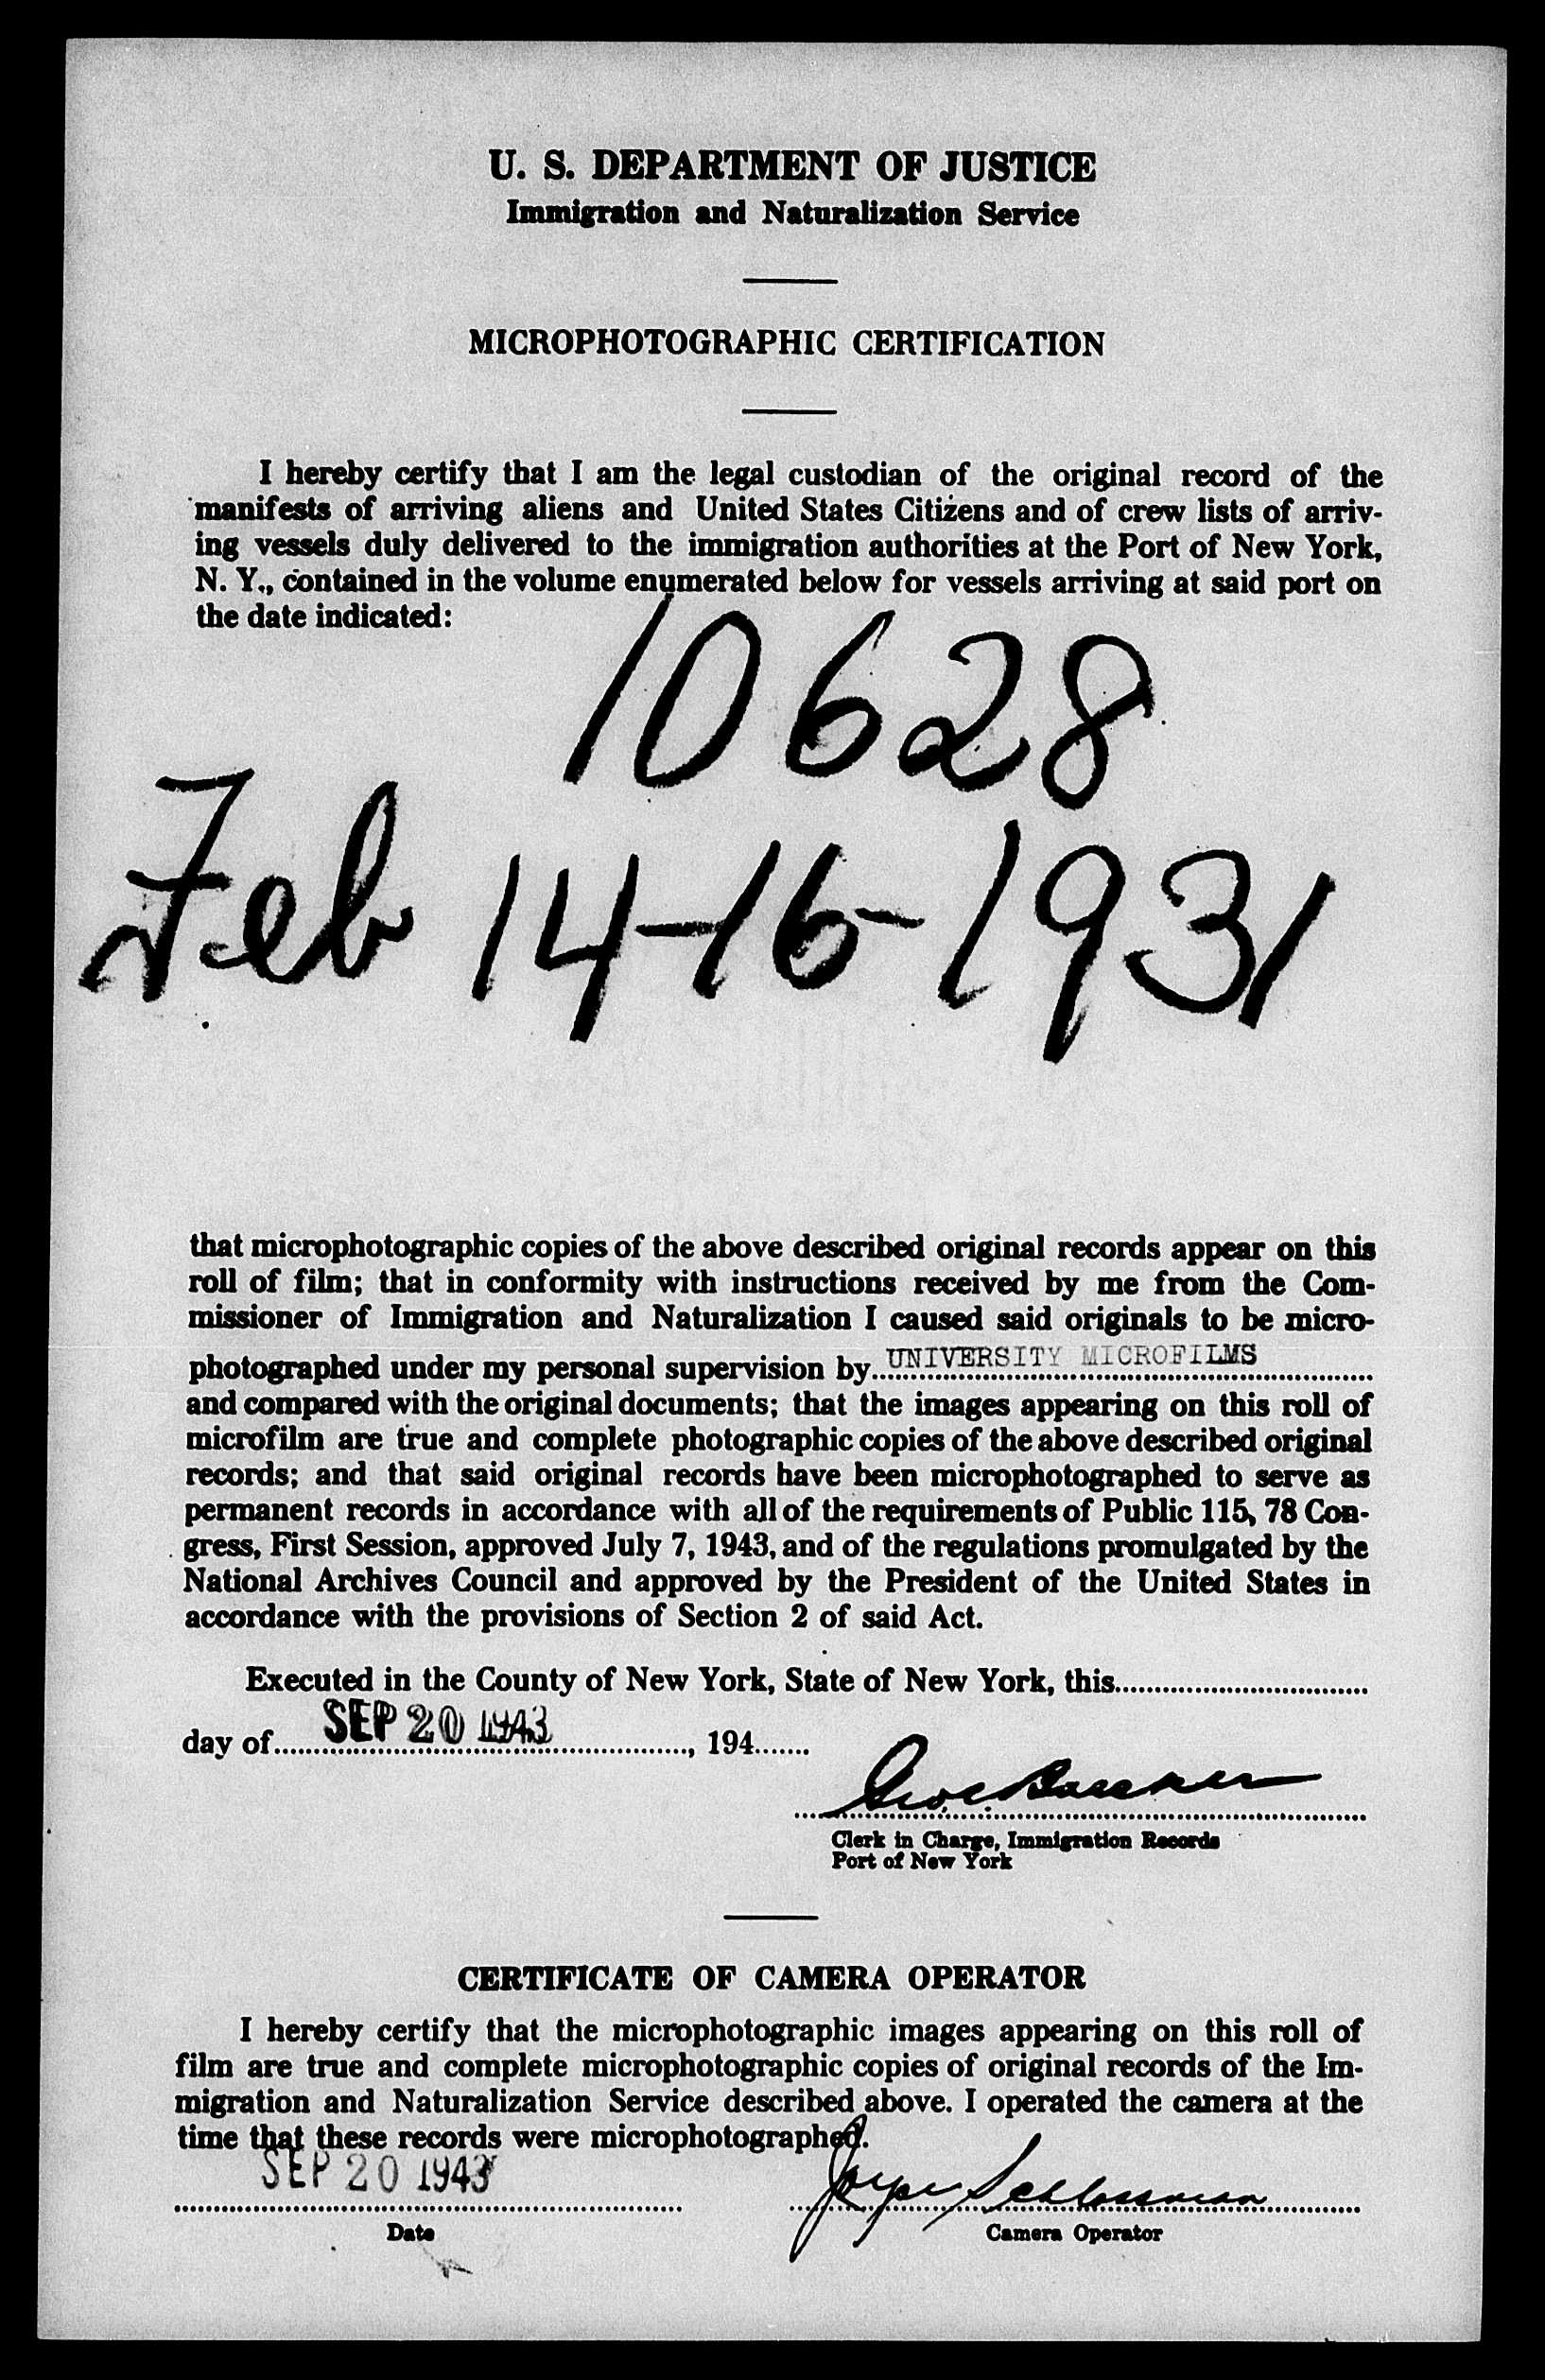 U. S. DEPARTMENT OF JUSTICE
Immigration and Naturalization Service
MICROPHOTOGRAPHIC CERTIFICATION
I hereby certify that I am the legal custodian of the original record of the
manifests of arriving aliens and United States Citizens and of crew lists of arriv-
ing vessels duly delivered to the immigration authorities at the Port of New York,
N. Y., contained in the volume enumerated below for vessels arriving at said port on
the date indicated:
10628
Feb 14-16-1931
that microphotographic copies of the above described original records appear on this
roll of film; that in conformity with instructions received by me from the Com-
missioner of Immigration and Naturalization I caused said originals to be micro-
photographed under my personal supervision by UNIVERSITY MICROFILMS
and compared with the original documents; that the images appearing on this roll of
microfilm are true and complete photographic copies of the above described original
records; and that said original records have been microphotographed to serve as
permanent records in accordance with all of the requirements of Public 115, 78 Con-
gress, First Session, approved July 7, 1943, and of the regulations promulgated by the
National Archives Council and approved by the President of the United States in
accordance with the provisions of Section 2 of said Act.
Executed in the County of New York, State of New York, this
day of SEP 20 1943, 194
Clerk in Charge, Immigration Records
Port of New York
CERTIFICATE OF CAMERA OPERATOR
I hereby certify that the microphotographic images appearing on this roll of
film are true and complete microphotographic copies of original records of the Im-
migration and Naturalization Service described above. I operated the camera at the
time that these records were microphotographed.
SEP 20 1943
Date
Camera Operator